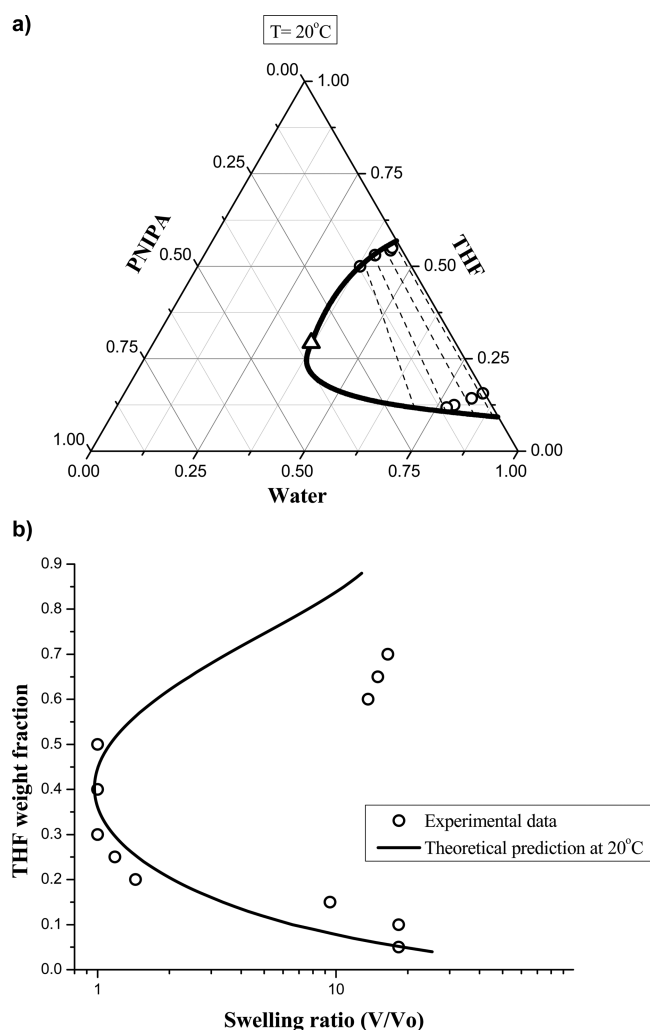 a)
T= 20°C
0.00
1.00
0.25
0.75
PNIPA
THF
0.50
0.50
0.75
0.25
1.00
0.00
0.00
0.25
0.50
0.75
1.00
Water
b)
0.9
0.8
0.7
0.6
0.5
0.4
0.3
0.2
0.1
0.0
THF weight fraction
Experimental data
Theoretical prediction at 20°C
1
10
Swelling ratio (V/Vo)